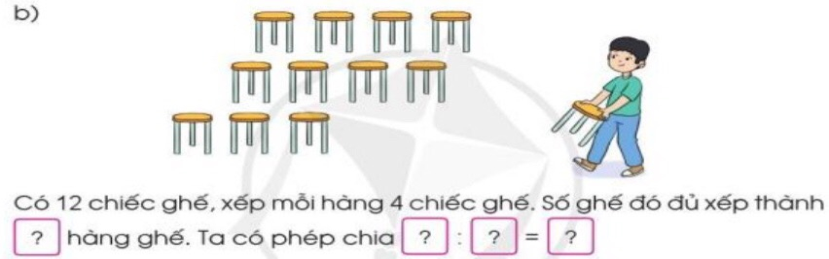 b)
Có 12 chiếc ghế, xếp mỗi hàng 4 chiếc ghế. Số ghế đó đủ xếp thành
? hàng ghế. Ta có phép chia ? : ? = ?